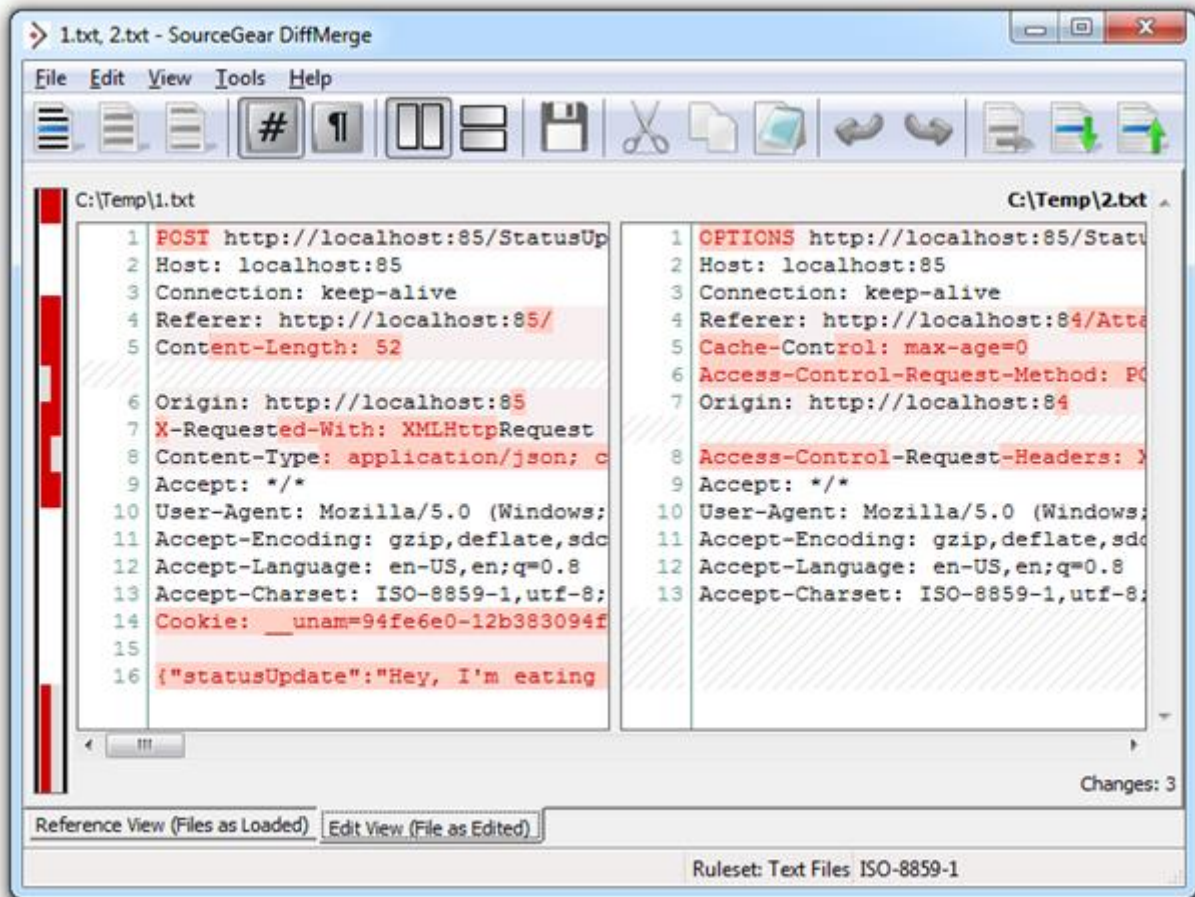 1.txt, 2.txt - SourceGear DiffMerge
File Edit View Tools Help
# ¶
C:\Temp\1.txt
C:\Temp\2.txt
1 POST http://localhost:85/StatusUp
2 Host: localhost:85
3 Connection: keep-alive
4 Referer: http://localhost:85/
5 Content-Length: 52
6 Origin: http://localhost:85
7 X-Requested-With: XMLHttpRequest
8 Content-Type: application/json; c
9 Accept: */*
10 User-Agent: Mozilla/5.0 (Windows;
11 Accept-Encoding: gzip,deflate,sdc
12 Accept-Language: en-US,en;q=0.8
13 Accept-Charset: ISO-8859-1,utf-8;
14 Cookie: __unam=94fe6e0-12b383094f
15
16 {"statusUpdate":"Hey, I'm eating
1 OPTIONS http://localhost:85/Statu
2 Host: localhost:85
3 Connection: keep-alive
4 Referer: http://localhost:84/Atta
5 Cache-Control: max-age=0
6 Access-Control-Request-Method: PO
7 Origin: http://localhost:84
8 Access-Control-Request-Headers: X
9 Accept: */*
10 User-Agent: Mozilla/5.0 (Windows;
11 Accept-Encoding: gzip,deflate,sdc
12 Accept-Language: en-US,en;q=0.8
13 Accept-Charset: ISO-8859-1,utf-8;
Changes: 3
Reference View (Files as Loaded) Edit View (File as Edited)
Ruleset: Text Files ISO-8859-1